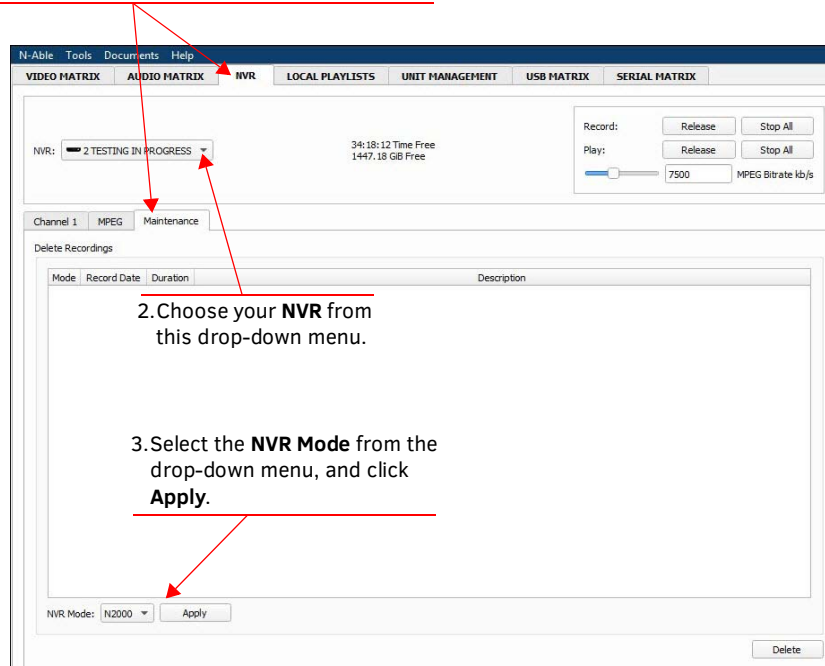 N-Able Tools Documents Help
VIDEO MATRIX AUDIO MATRIX NVR LOCAL PLAYLISTS UNIT MANAGEMENT USB MATRIX SERIAL MATRIX
Record: Release Stop All
NVR: 2 TESTING IN PROGRESS 34:18:12 Time Free
1447.18 GiB Free
Play: Release Stop All
7500 MPEG Bitrate kb/s
Channel 1 MPEG Maintenance
Delete Recordings
Mode Record Date Duration Description
2.Choose your NVR from
this drop-down menu.
3.Select the NVR Mode from the
drop-down menu, and click
Apply.
NVR Mode: N2000 Apply
Delete